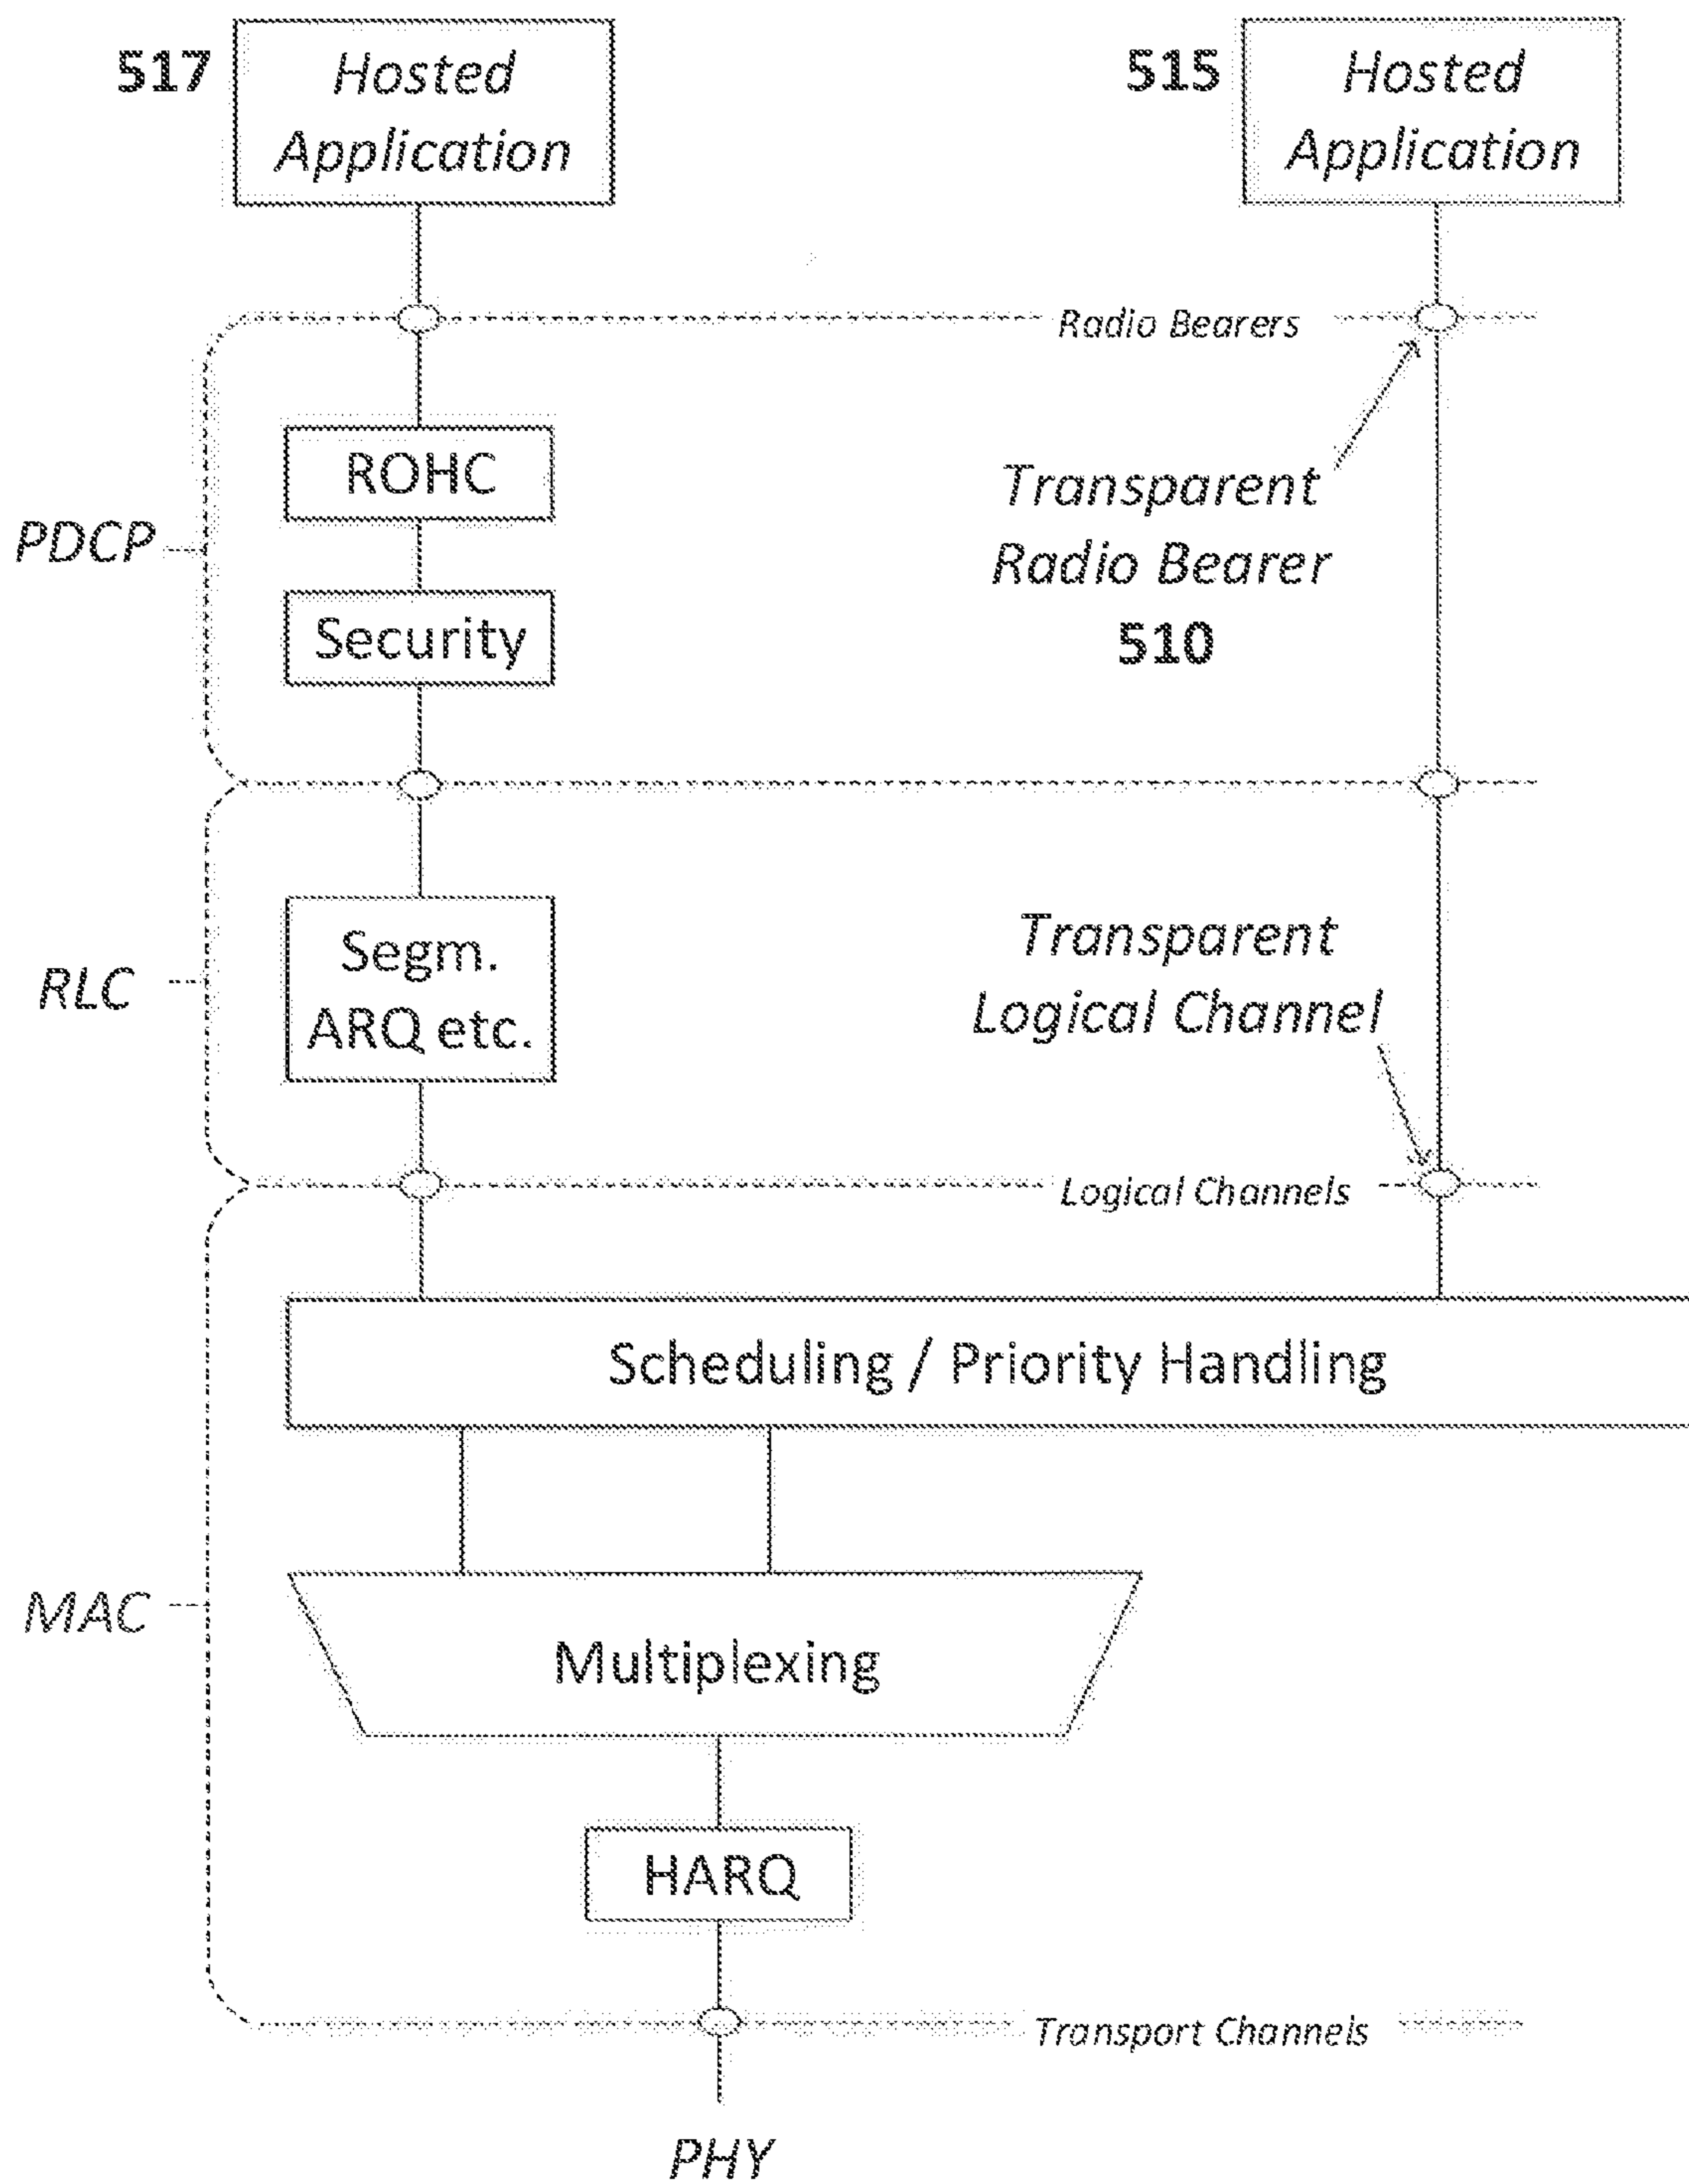 517
Hosted
Application
515
Hosted
Application
Radio Bearers
ROHC
Transparent
Radio Bearer
510
PDCP
Security
Segm.
ARQ etc.
Transparent
Logical Channel
RLC
Logical Channels
Scheduling / Priority Handling
MAC
Multiplexing
HARQ
Transport Channels
PHY